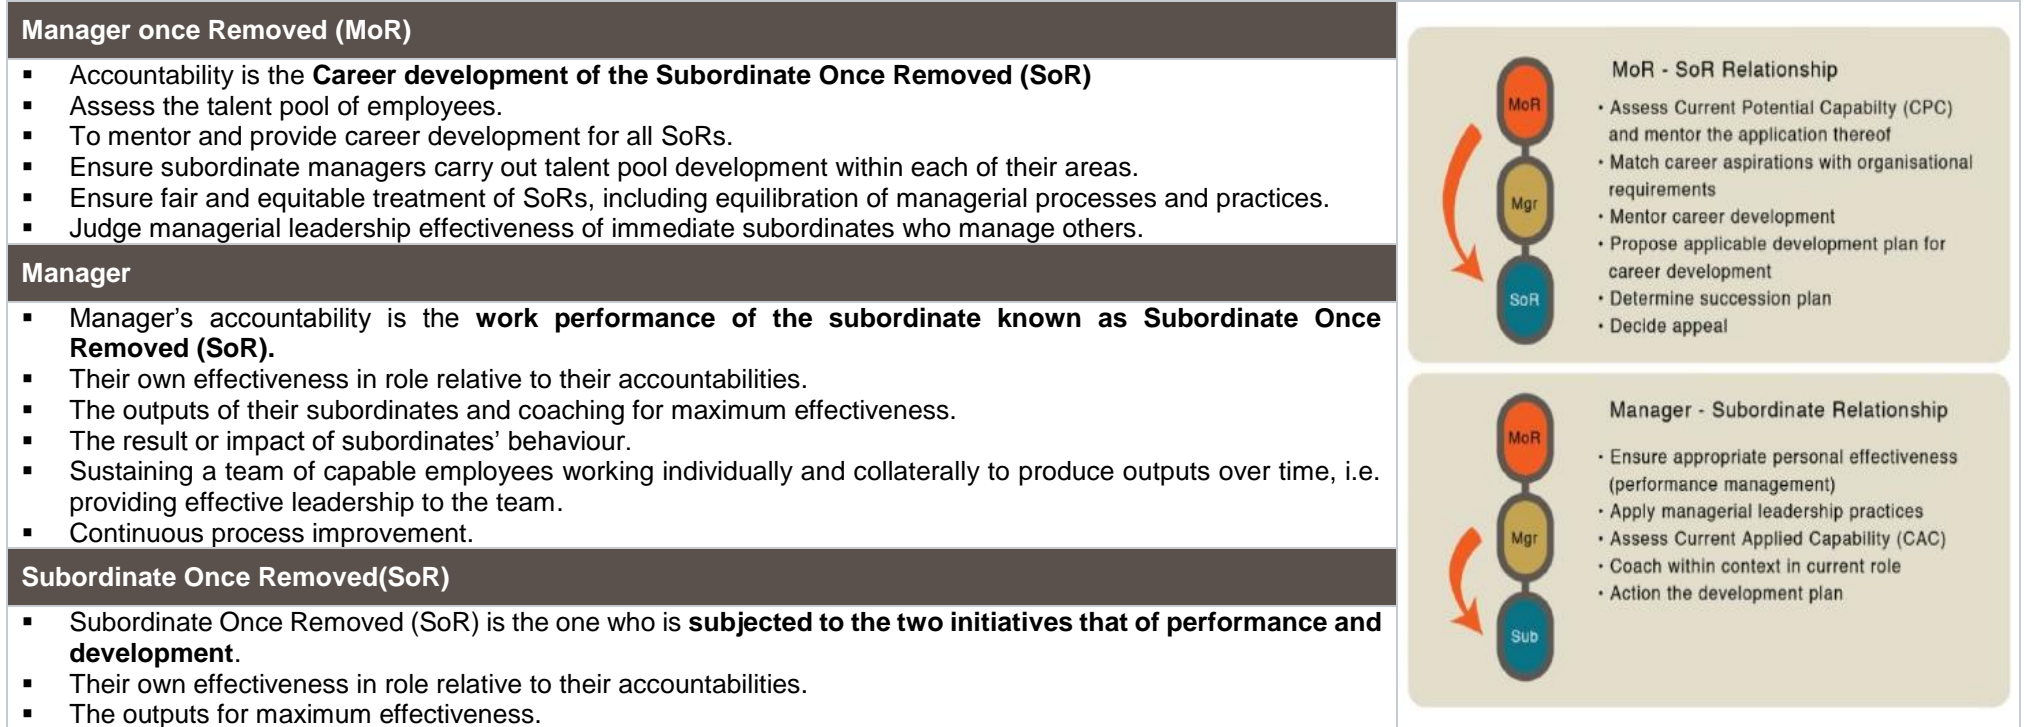 Manager once Removed (MoR)
▪ Accountability is the Career development of the Subordinate Once Removed (SoR)
▪ Assess the talent pool of employees.
▪ To mentor and provide career development for all SoRs.
▪ Ensure subordinate managers carry out talent pool development within each of their areas.
▪ Ensure fair and equitable treatment of SoRs, including equilibration of managerial processes and practices.
▪ Judge managerial leadership effectiveness of immediate subordinates who manage others.
Manager
▪ Manager’s accountability is the work performance of the subordinate known as Subordinate Once
Removed (SoR).
▪ Their own effectiveness in role relative to their accountabilities.
▪ The outputs of their subordinates and coaching for maximum effectiveness.
▪ The result or impact of subordinates’ behaviour.
▪ Sustaining a team of capable employees working individually and collaterally to produce outputs over time, i.e.
providing effective leadership to the team.
▪ Continuous process improvement.
Subordinate Once Removed(SoR)
▪ Subordinate Once Removed (SoR) is the one who is subjected to the two initiatives that of performance and
development.
▪ Their own effectiveness in role relative to their accountabilities.
▪ The outputs for maximum effectiveness.
MoR - SoR Relationship
• Assess Current Potential Capabilty (CPC)
and mentor the application thereof
• Match career aspirations with organisational
requirements
• Mentor career development
• Propose applicable development plan for
career development
• Determine succession plan
• Decide appeal
MoR
Mgr
SoR
Manager - Subordinate Relationship
• Ensure appropriate personal effectiveness
(performance management)
• Apply managerial leadership practices
• Assess Current Applied Capability (CAC)
• Coach within context in current role
• Action the development plan
MoR
Mgr
Sub